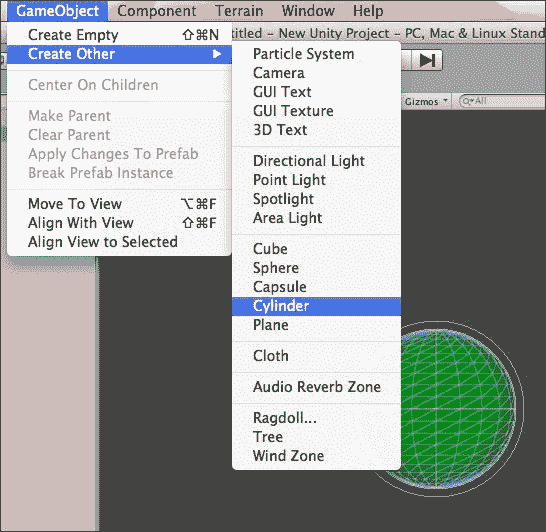 GameObject Component Terrain Window Help
Create Empty ⇧⌘N
Create Other
Center On Children
Make Parent
Clear Parent
Apply Changes To Prefab
Break Prefab Instance
Move To View ⌥⌘F
Align With View ⇧⌘F
Align View to Selected
titled - New Unity Project - PC, Mac & Linux Stand
Gizmos All
Particle System
Camera
GUI Text
GUI Texture
3D Text
Directional Light
Point Light
Spotlight
Area Light
Cube
Sphere
Capsule
Cylinder
Plane
Cloth
Audio Reverb Zone
Ragdoll...
Tree
Wind Zone